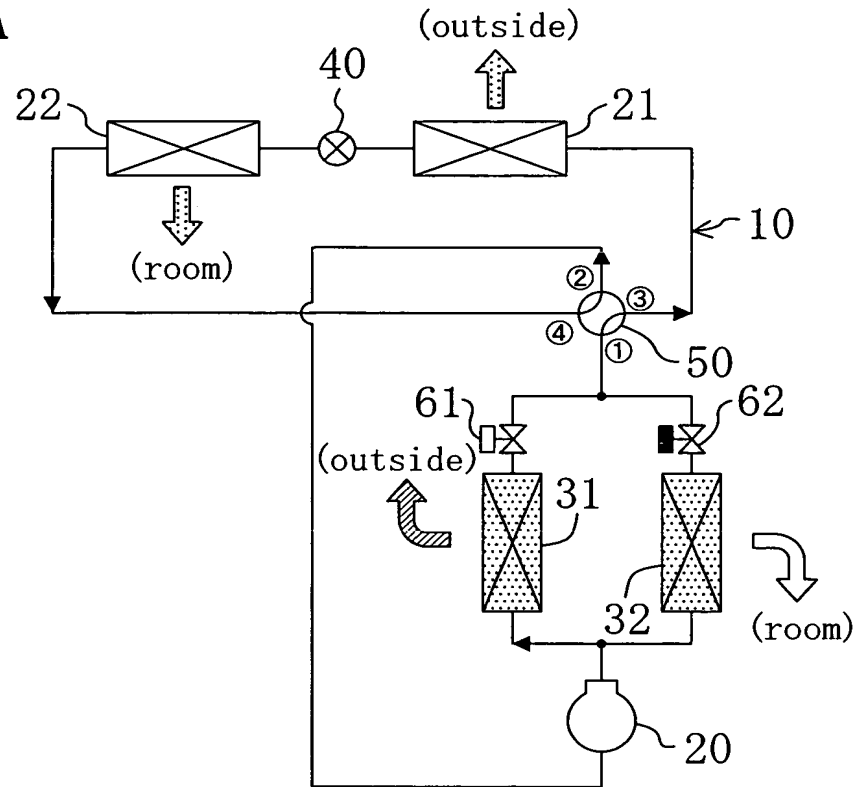 A
(outside)
40
22
21
10
(room)
②
③
④
①
50
61
62
(outside)
31
32
(room)
20